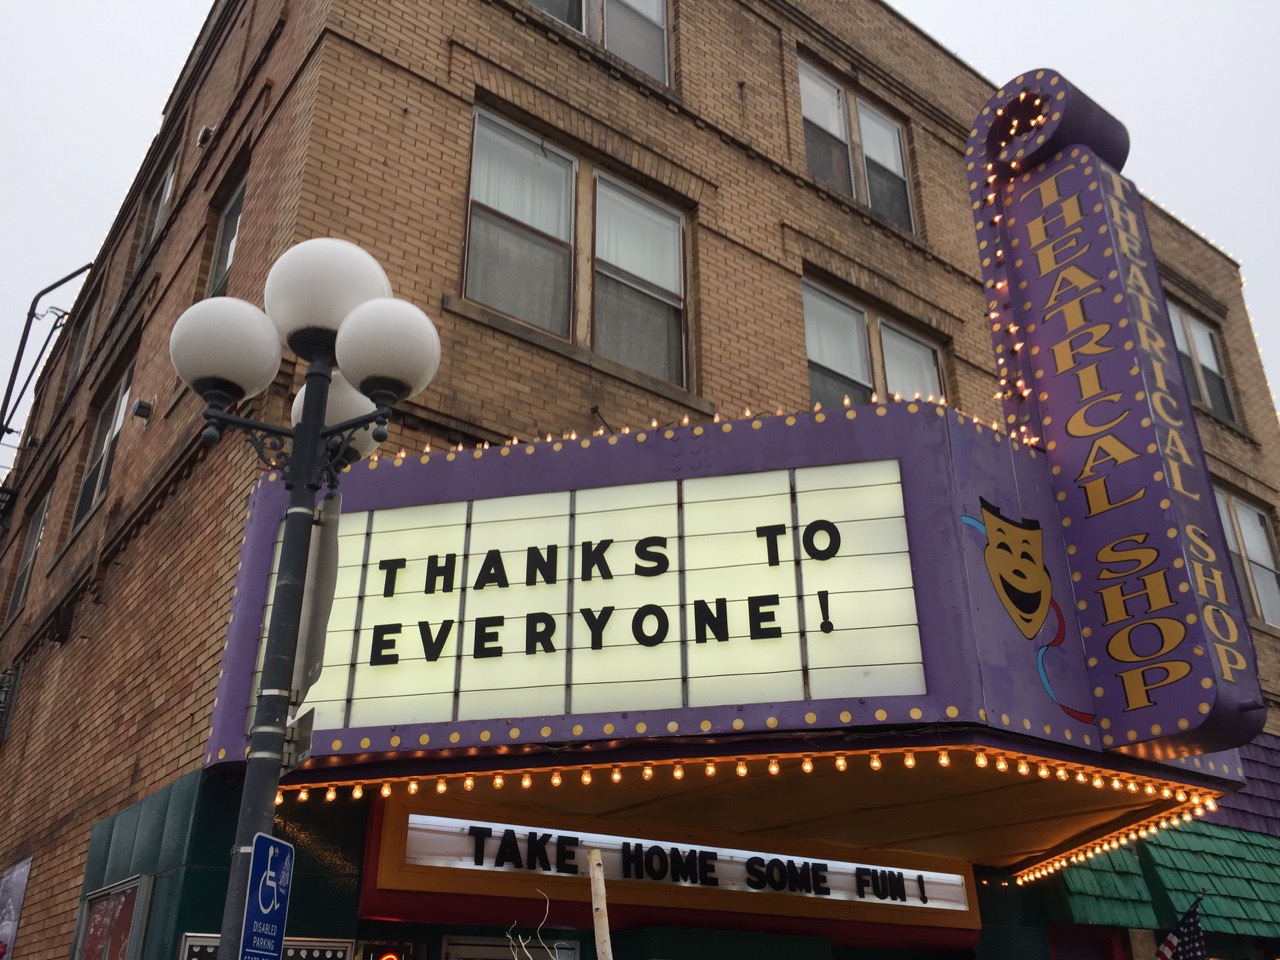 THEATRICAL SHOP
THEATRICAL SHOP
THANKS TO
EVERYONE!
TAKE HOME SOME FUN!
DISABLED
PARKING